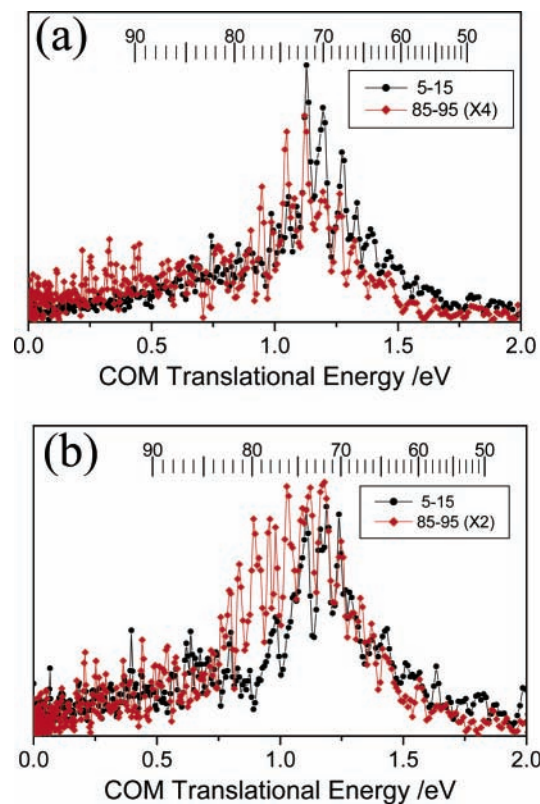 (a)
90 80 70 60 50
5-15
85-95 (X4)
0.0 0.5 1.0 1.5 2.0
COM Translational Energy /eV
(b)
90 80 70 60 50
5-15
85-95 (X2)
0.0 0.5 1.0 1.5 2.0
COM Translational Energy /eV